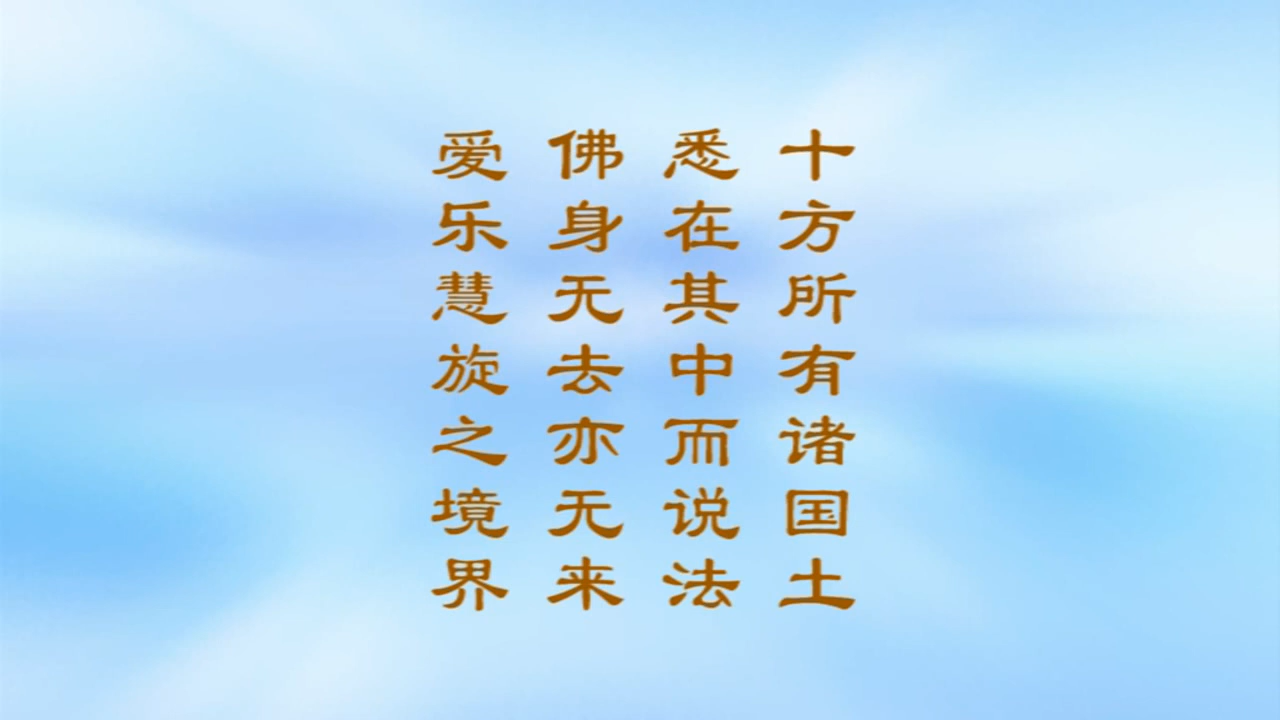 十方所有诸国土
悉在其中而说法
佛身无去亦无来
爱乐慧旋之境界